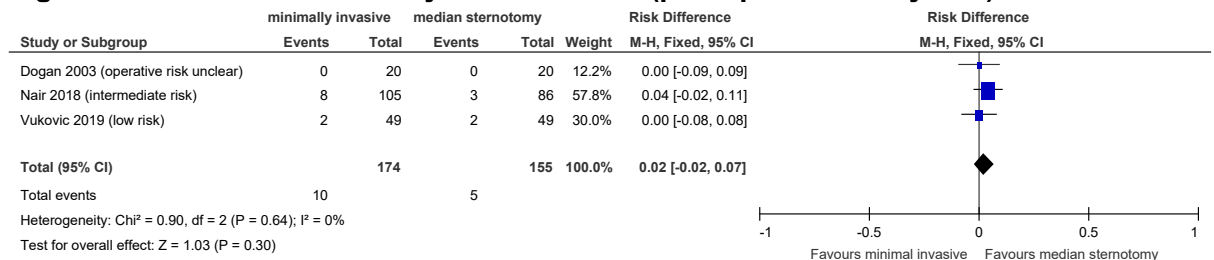 minimally invasive median sternotomy Risk Difference Risk Difference
Study or Subgroup Events Total Events Total Weight M-H, Fixed, 95% CI M-H, Fixed, 95% CI
Dogan 2003 (operative risk unclear) 0 20 0 20 12.2% 0.00 [-0.09, 0.09]
Nair 2018 (intermediate risk) 8 105 3 86 57.8% 0.04 [-0.02, 0.11]
Vukovic 2019 (low risk) 2 49 2 49 30.0% 0.00 [-0.08, 0.08]
Total (95% CI) 174 155 100.0% 0.02 [-0.02, 0.07]
Total events 10 5
Heterogeneity: Chi² = 0.90, df = 2 (P = 0.64); I² = 0%
Test for overall effect: Z = 1.03 (P = 0.30)
-1 -0.5 0 0.5 1
Favours minimal invasive Favours median sternotomy